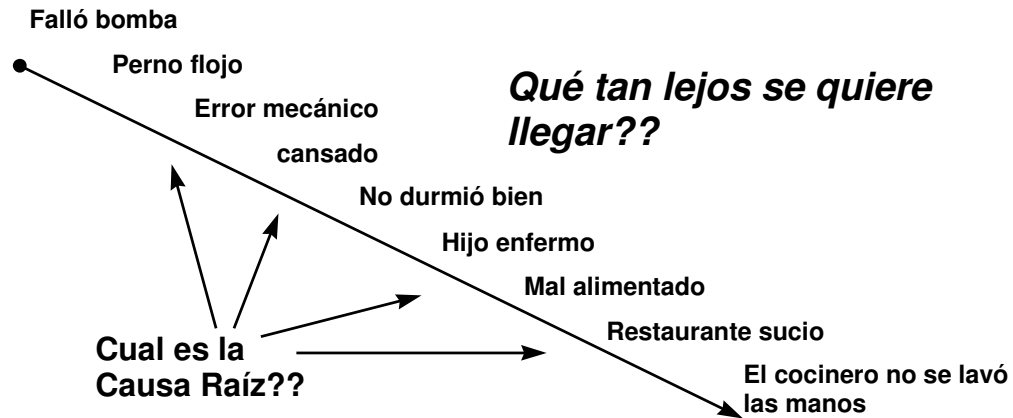 Falló bomba
Perno flojo
Error mecánico
cansado
No durmió bien
Hijo enfermo
Mal alimentado
Restaurante sucio
El cocinero no se lavó
las manos
Qué tan lejos se quiere
llegar??
Cual es la
Causa Raíz??